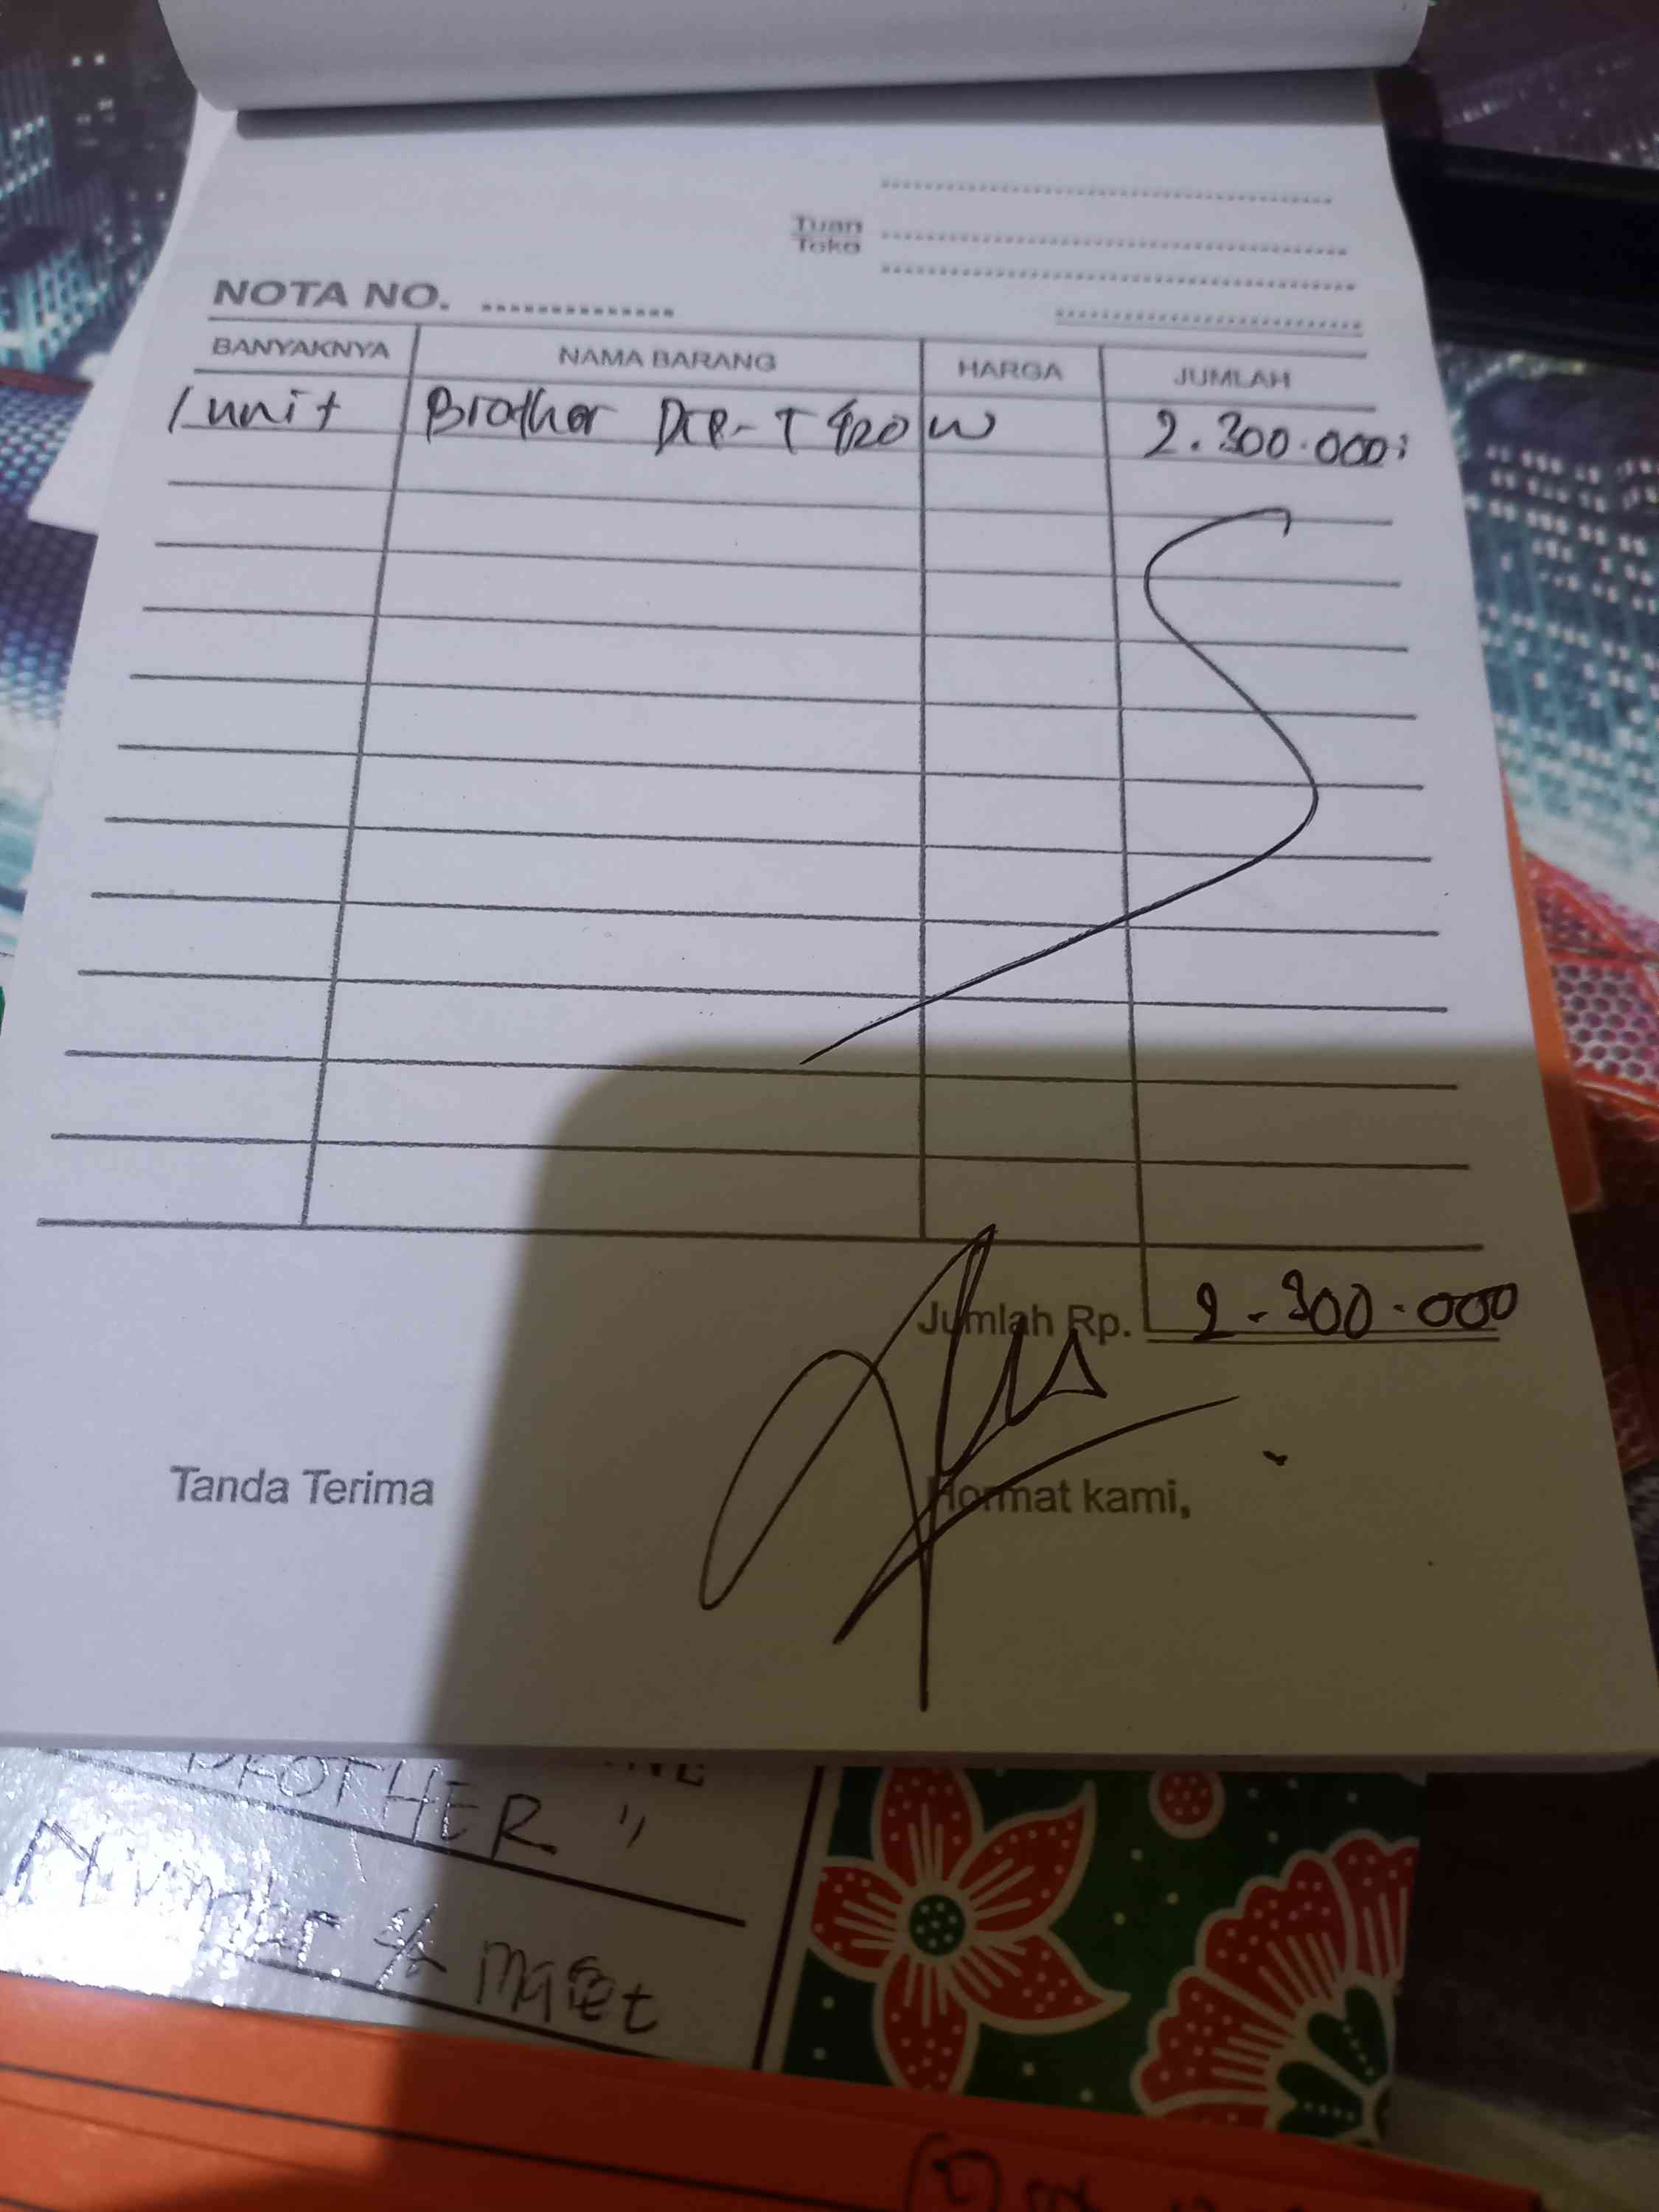 Tuan
Toko
NOTA NO. ..............
BANYAKNYA NAMA BARANG HARGA JUMLAH
1 unit Brother DCP-T420 W 2.300.000
Jumlah Rp. 2.300.000
Tanda Terima Hormat kami,
BROTHER "